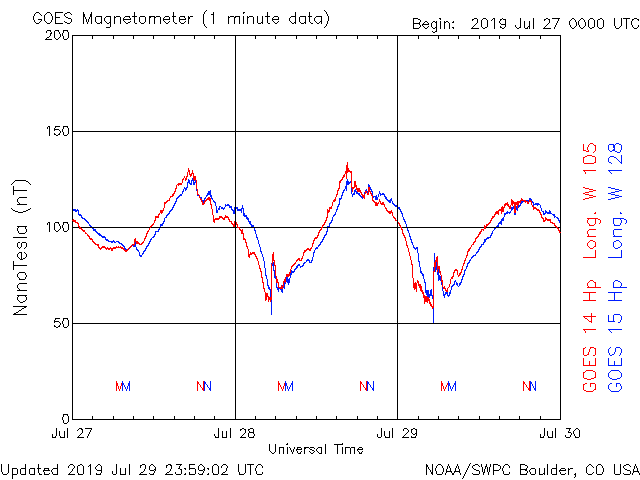 GOES Magnetometer (1 minute data)
Begin: 2019 Jul 27 0000 UTC
200
150
100
50
0
NanoTesla (nT)
MM
NN
MM
NN
MM
NN
Jul 27
Jul 28
Jul 29
Jul 30
Universal Time
GOES 14 Hp Long. W 105
GOES 15 Hp Long. W 128
Updated 2019 Jul 29 23:59:02 UTC
NOAA/SWPC Boulder, CO USA